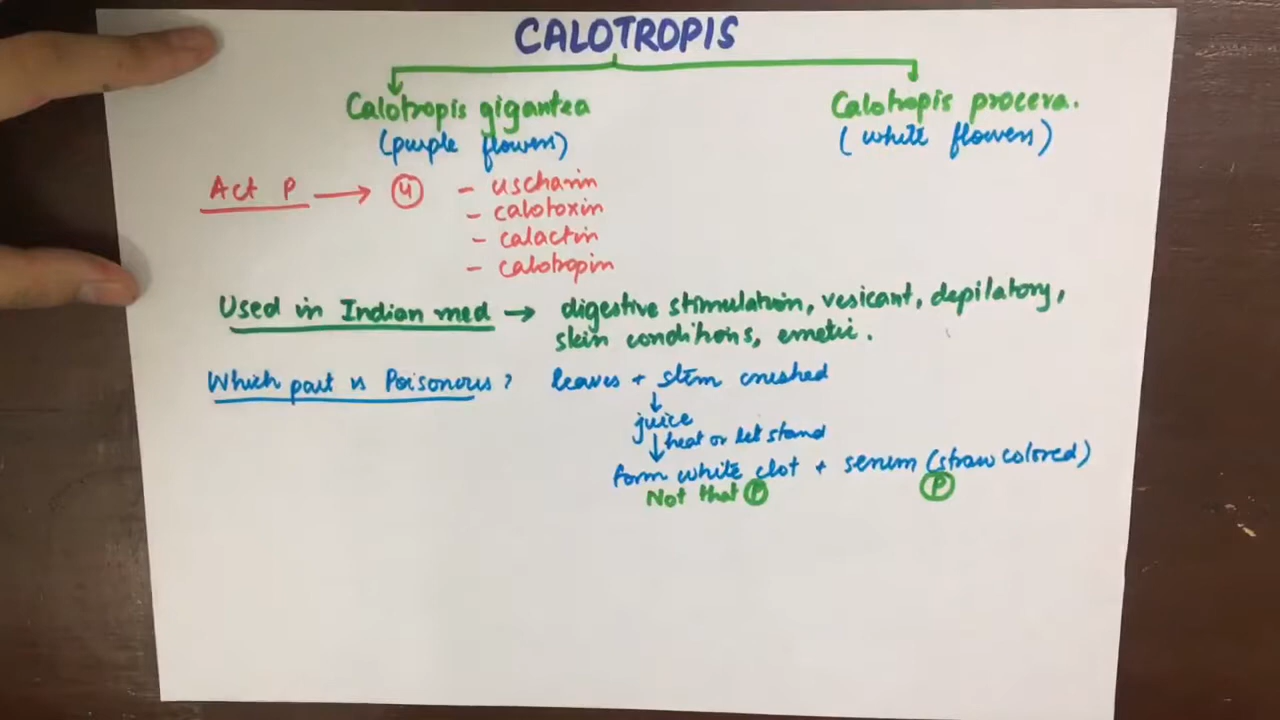 CALOTROPIS
Calotropis gigantea
(purple flowers)
Calotropis procera.
(white flowers)
Act P → 4 - uscharin
- calotoxin
- calactin
- calotropin
Used in Indian med → digestive stimulation, vesicant, depilatory,
skin conditions, emetic.
Which part is Poisonous? leaves + stem crushed
↓
juice
↓ heat or let stand
form white clot + serum (straw colored)
Not that P P